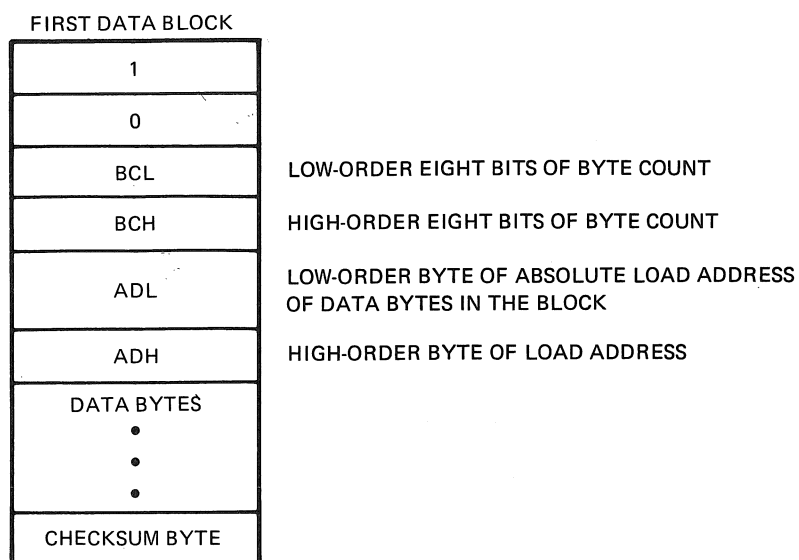 FIRST DATA BLOCK
1
0
BCL LOW-ORDER EIGHT BITS OF BYTE COUNT
BCH HIGH-ORDER EIGHT BITS OF BYTE COUNT
ADL LOW-ORDER BYTE OF ABSOLUTE LOAD ADDRESS
OF DATA BYTES IN THE BLOCK
ADH HIGH-ORDER BYTE OF LOAD ADDRESS
DATA BYTES
CHECKSUM BYTE